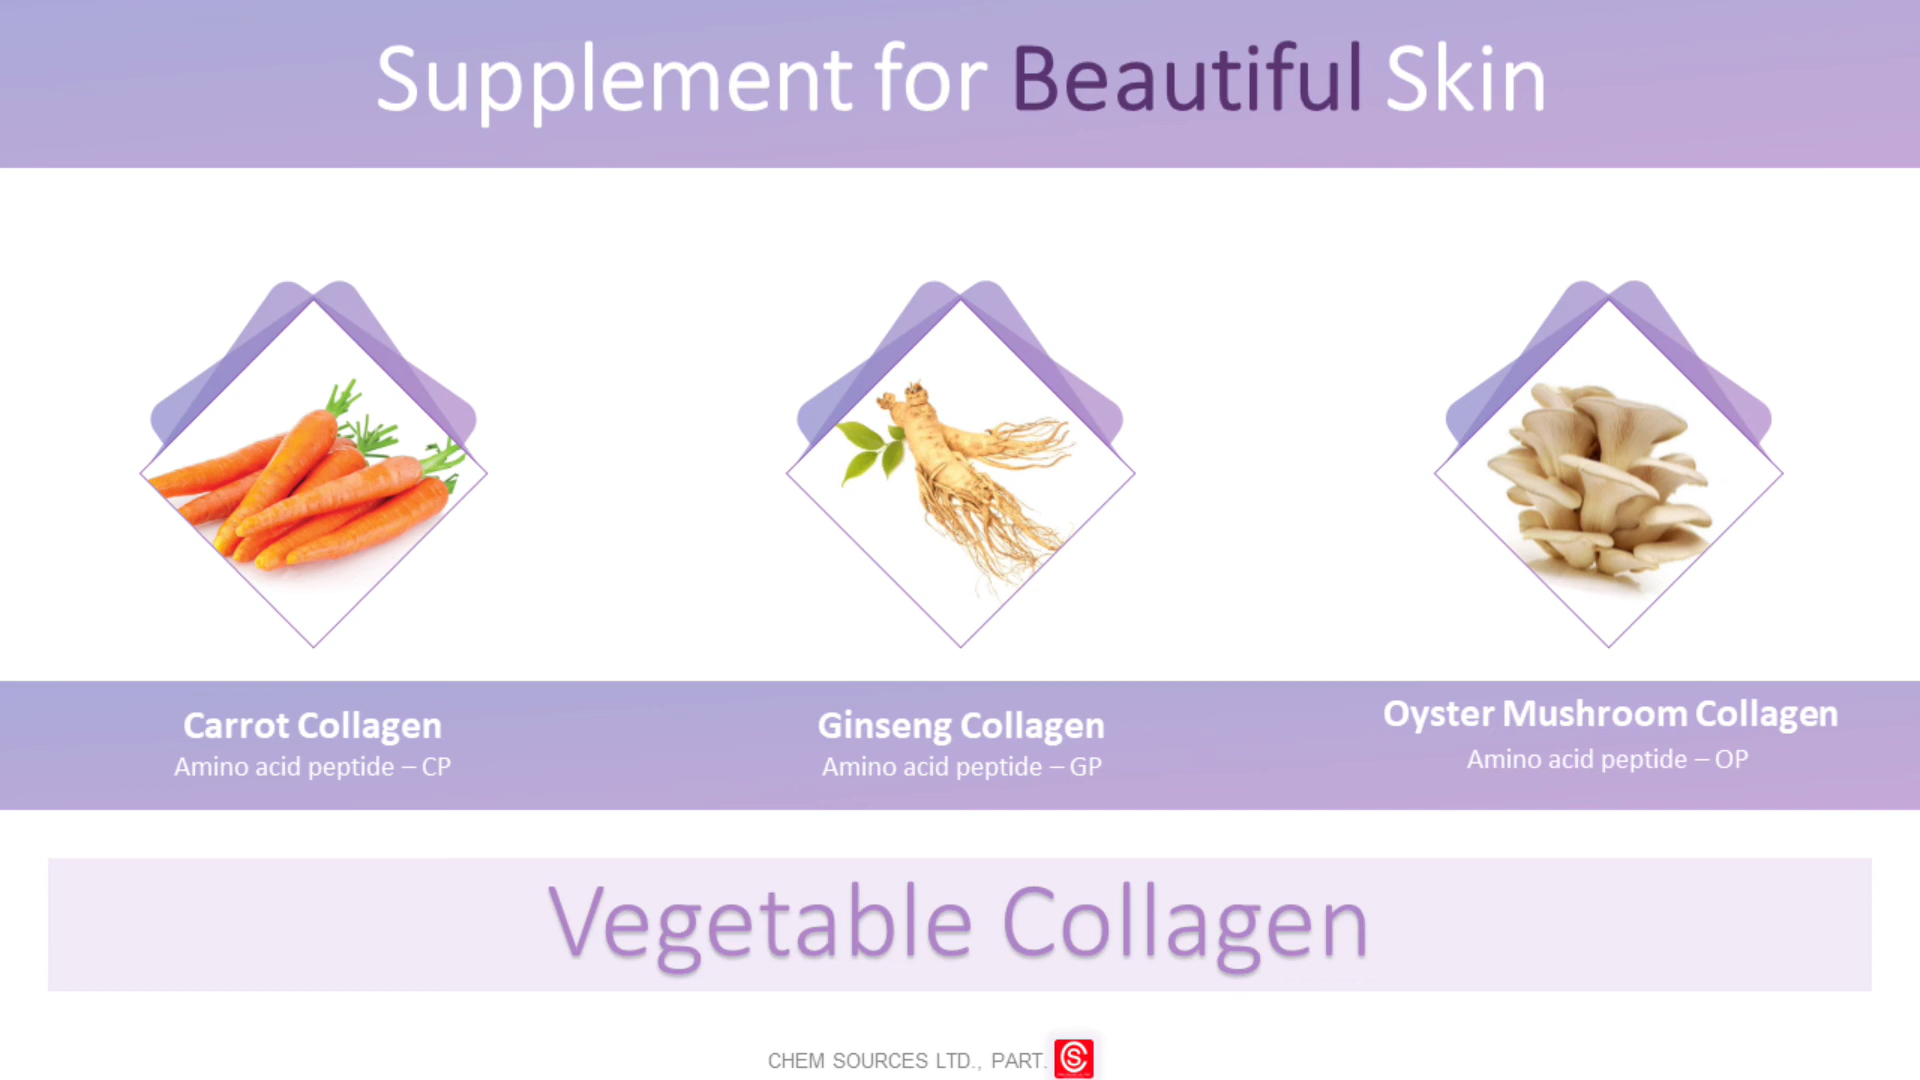 Supplement for Beautiful Skin
Carrot Collagen
Amino acid peptide – CP
Ginseng Collagen
Amino acid peptide – GP
Oyster Mushroom Collagen
Amino acid peptide – OP
Vegetable Collagen
CHEM SOURCES LTD., PART.